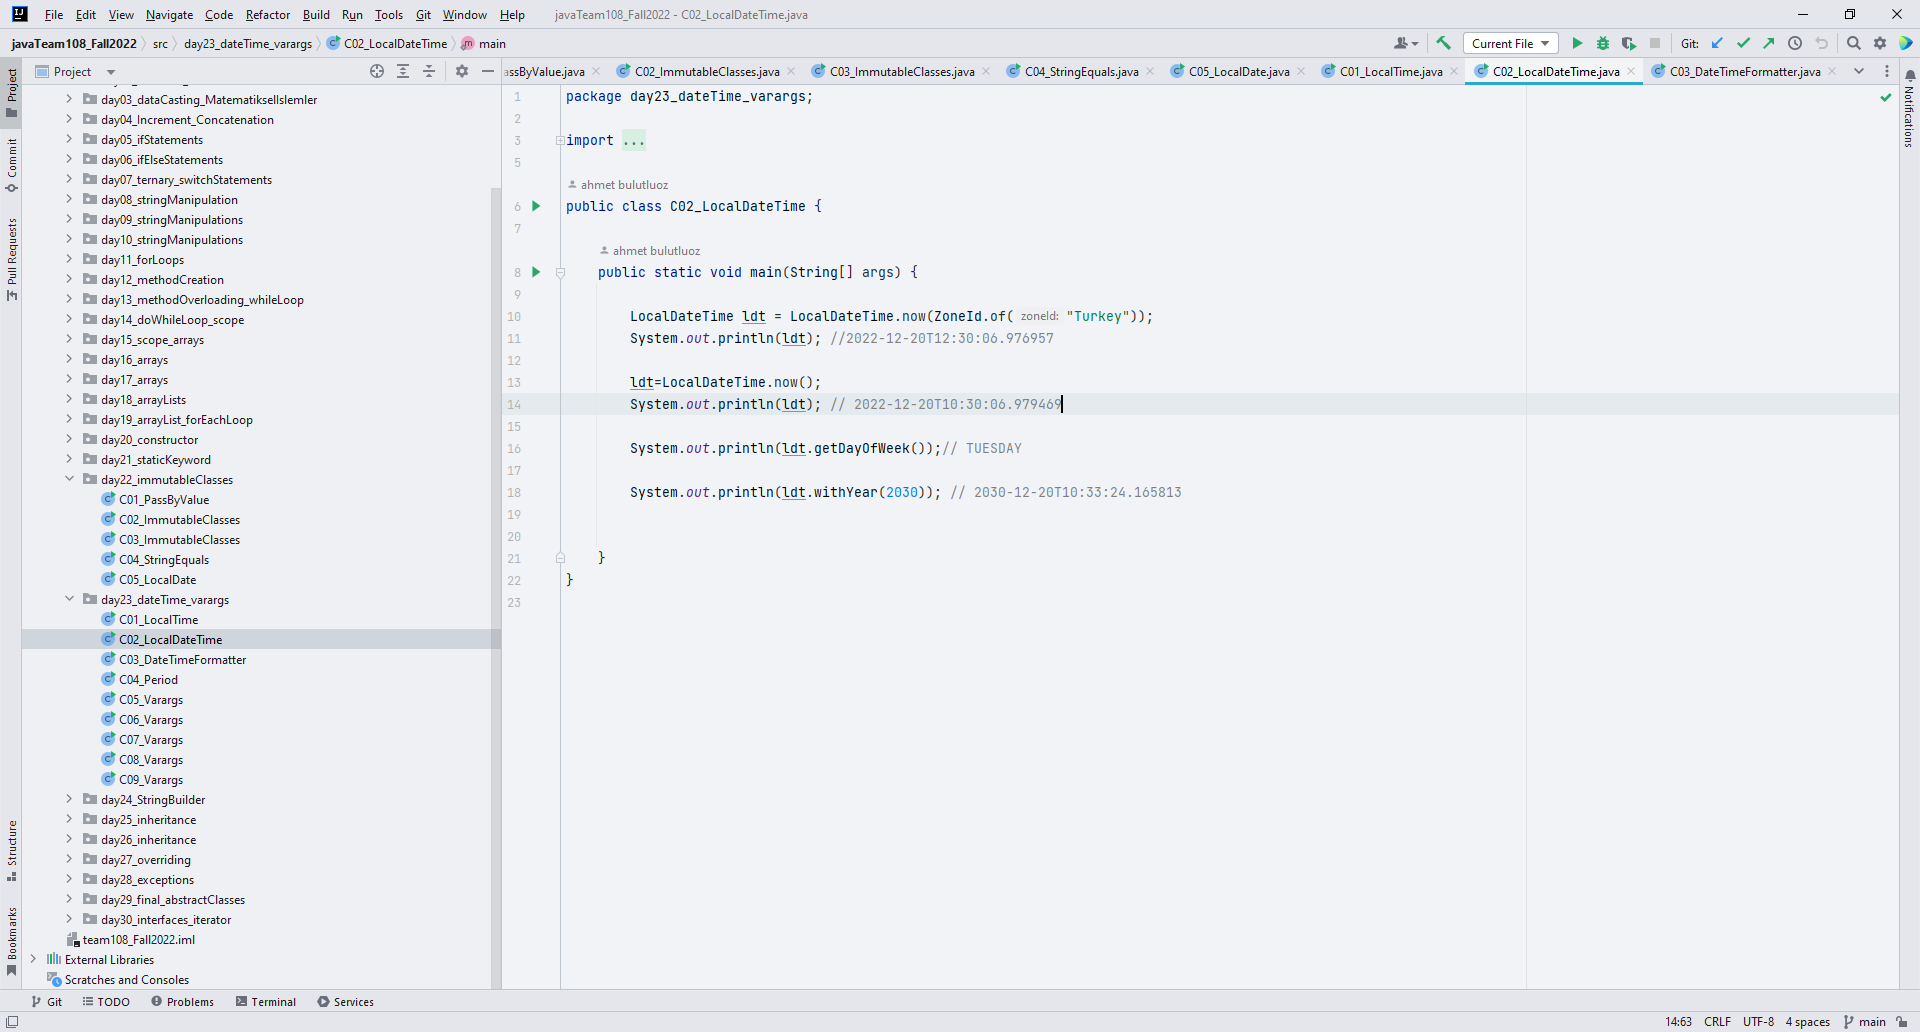 File Edit View Navigate Code Refactor Build Run Tools Git Window Help javaTeam108_Fall2022 - C02_LocalDateTime.java
javaTeam108_Fall2022 src day23_dateTime_varargs C02_LocalDateTime main
Current File
Git:
Project
assByValue.java C02_ImmutableClasses.java C03_ImmutableClasses.java C04_StringEquals.java C05_LocalDate.java C01_LocalTime.java C02_LocalDateTime.java C03_DateTimeFormatter.java
Project
Commit
Pull Requests
Structure
Bookmarks
Notifications
day03_dataCasting_MatematikselIslemler
day04_Increment_Concatenation
day05_ifStatements
day06_ifElseStatements
day07_ternary_switchStatements
day08_stringManipulation
day09_stringManipulations
day10_stringManipulations
day11_forLoops
day12_methodCreation
day13_methodOverloading_whileLoop
day14_doWhileLoop_scope
day15_scope_arrays
day16_arrays
day17_arrays
day18_arrayLists
day19_arrayList_forEachLoop
day20_constructor
day21_staticKeyword
day22_immutableClasses
C01_PassByValue
C02_ImmutableClasses
C03_ImmutableClasses
C04_StringEquals
C05_LocalDate
day23_dateTime_varargs
C01_LocalTime
C02_LocalDateTime
C03_DateTimeFormatter
C04_Period
C05_Varargs
C06_Varargs
C07_Varargs
C08_Varargs
C09_Varargs
day24_StringBuilder
day25_inheritance
day26_inheritance
day27_overriding
day28_exceptions
day29_final_abstractClasses
day30_interfaces_iterator
team108_Fall2022.iml
External Libraries
Scratches and Consoles
1 package day23_dateTime_varargs;
2
3 import ...
5
ahmet bulutluoz
6 public class C02_LocalDateTime {
7
ahmet bulutluoz
8 public static void main(String[] args) {
9
10 LocalDateTime ldt = LocalDateTime.now(ZoneId.of( zoneId: "Turkey"));
11 System.out.println(ldt); //2022-12-20T12:30:06.976957
12
13 ldt=LocalDateTime.now();
14 System.out.println(ldt); // 2022-12-20T10:30:06.979469
15
16 System.out.println(ldt.getDayOfWeek());// TUESDAY
17
18 System.out.println(ldt.withYear(2030)); // 2030-12-20T10:33:24.165813
19
20
21 }
22 }
23
Git TODO Problems Terminal Services
14:63 CRLF UTF-8 4 spaces main